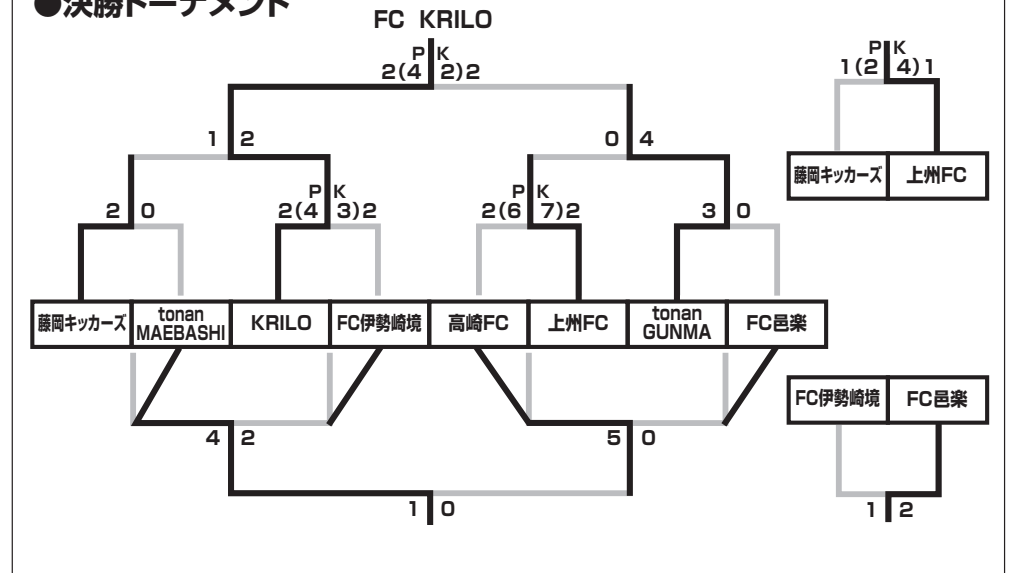 ●決勝トーナメント
FC KRILO
P K
2(4 2)2
P K
1(2 4)1
1 2
0 4
藤岡キッカーズ 上州FC
2 0
P K
2(4 3)2
P K
2(6 7)2
3 0
藤岡キッカーズ
tonan
MAEBASHI
KRILO
FC伊勢崎境
高崎FC
上州FC
tonan
GUNMA
FC邑楽
FC伊勢崎境 FC邑楽
4 2
5 0
1 0
1 2